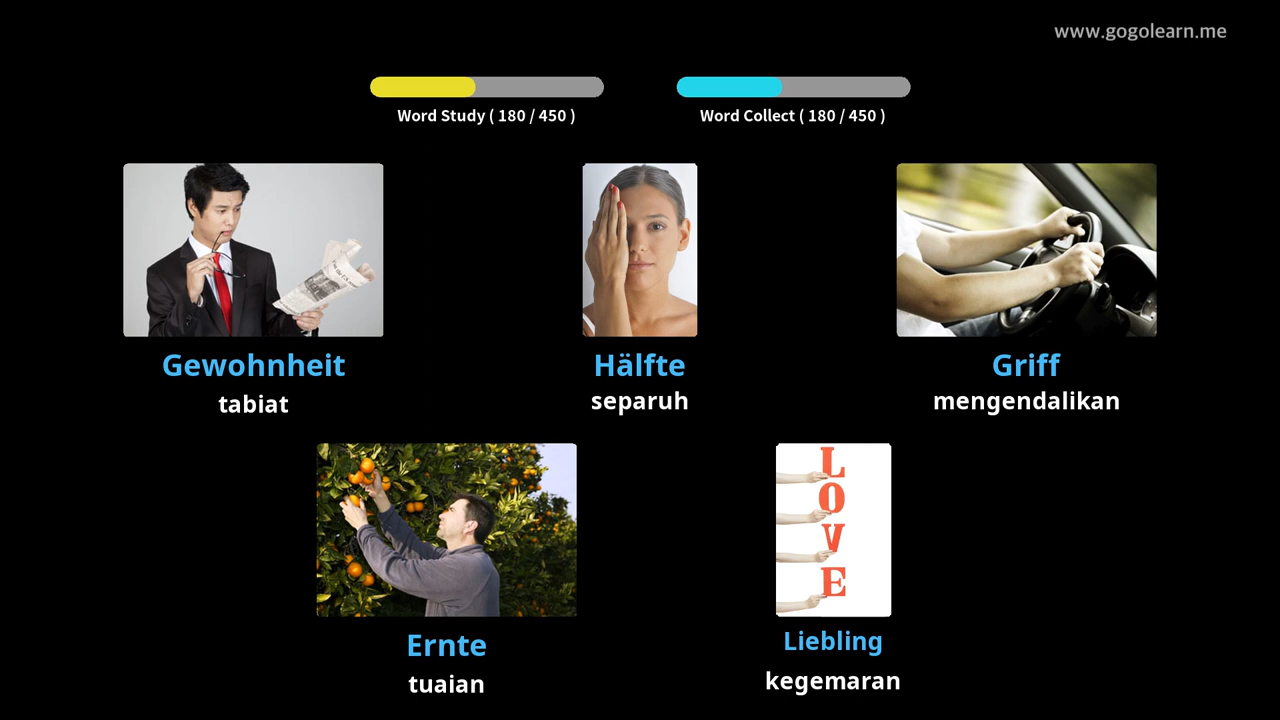 www.gogolearn.me
Word Study ( 180 / 450 )
Word Collect ( 180 / 450 )
Gewohnheit
tabiat
Hälfte
separuh
Griff
mengendalikan
Ernte
tuaian
L
O
V
E
Liebling
kegemaran